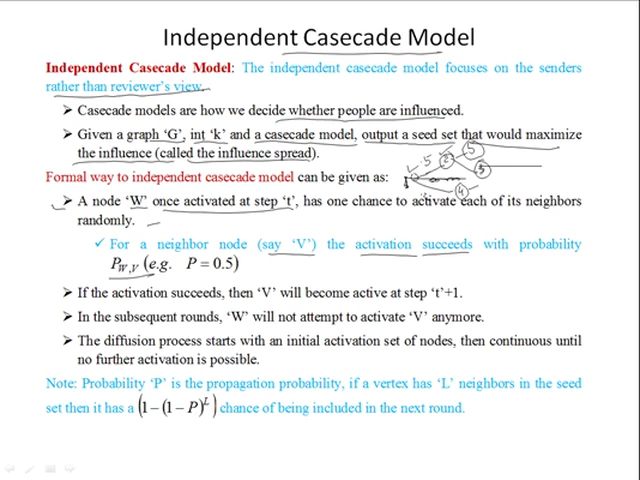 Independent Casecade Model
Independent Casecade Model: The independent casecade model focuses on the senders
rather than reviewer's view.
➤ Casecade models are how we decide whether people are influenced.
➤ Given a graph 'G', int 'k' and a casecade model, output a seed set that would maximize
the influence (called the influence spread).
Formal way to independent casecade model can be given as:
➤ A node 'W' once activated at step 't', has one chance to activate each of its neighbors
randomly.
✓ For a neighbor node (say 'V') the activation succeeds with probability
P_{W,V} (e.g. P = 0.5)
➤ If the activation succeeds, then 'V' will become active at step 't'+1.
➤ In the subsequent rounds, 'W' will not attempt to activate 'V' anymore.
➤ The diffusion process starts with an initial activation set of nodes, then continuous until
no further activation is possible.
Note: Probability 'P' is the propagation probability, if a vertex has 'L' neighbors in the seed
set then it has a (1-(1-P)^L) chance of being included in the next round.
.5
2
5
3
4